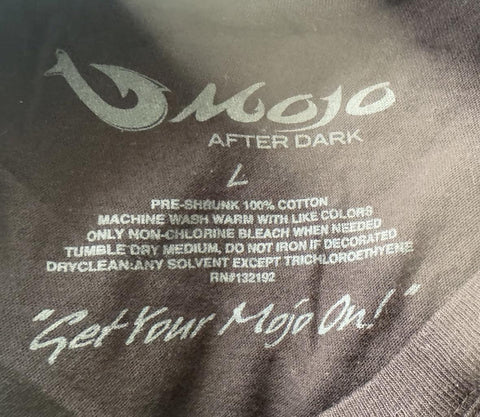 MOJO
AFTER DARK
L
PRE-SHRUNK 100% COTTON
MACHINE WASH WARM WITH LIKE COLORS
ONLY NON-CHLORINE BLEACH WHEN NEEDED
TUMBLE DRY MEDIUM, DO NOT IRON IF DECORATED
DRYCLEAN:ANY SOLVENT EXCEPT TRICHLOROETHYENE
RN#132192
"Get Your Mojo On!"